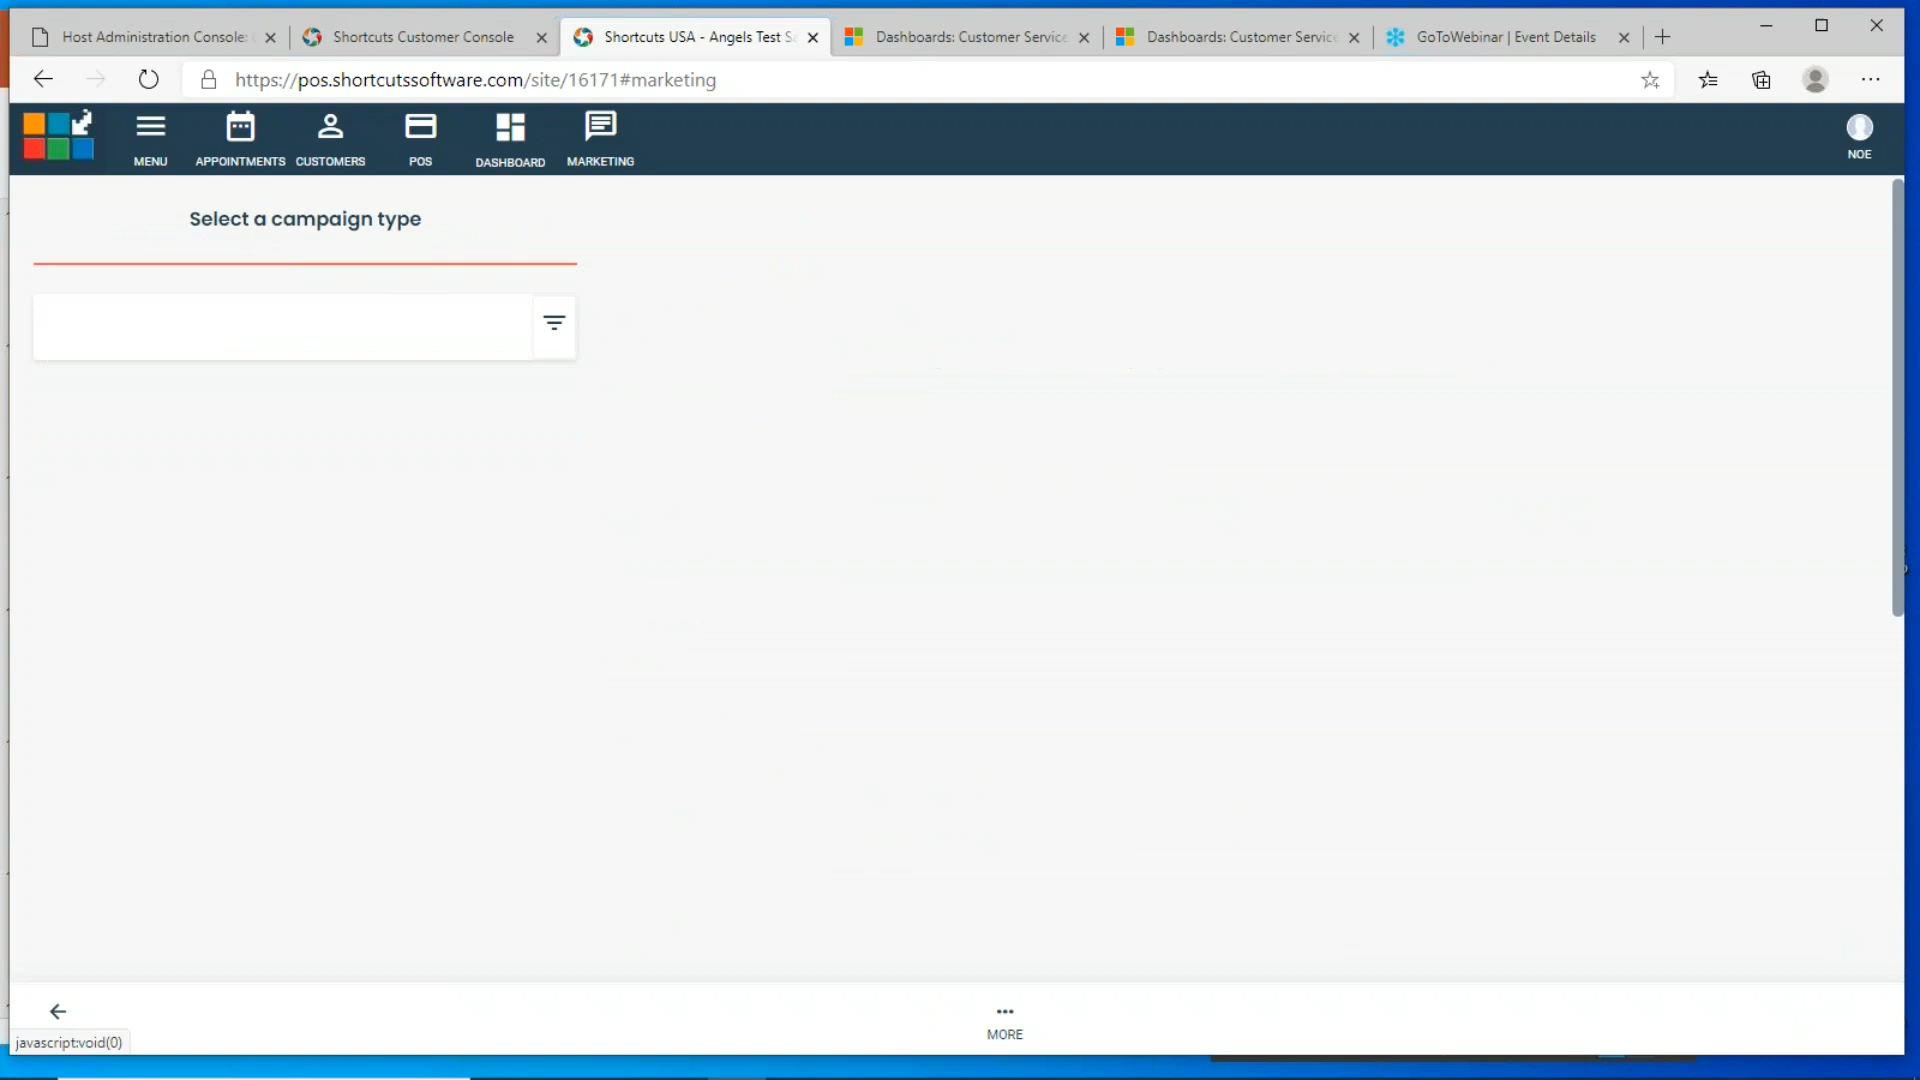 Host Administration Console:
Shortcuts Customer Console
Shortcuts USA - Angels Test S
Dashboards: Customer Service
Dashboards: Customer Servic
GoToWebinar | Event Details
https://pos.shortcutssoftware.com/site/16171#marketing
MENU
APPOINTMENTS
CUSTOMERS
POS
DASHBOARD
MARKETING
NOE
Select a campaign type
MORE
javascript:void(0)